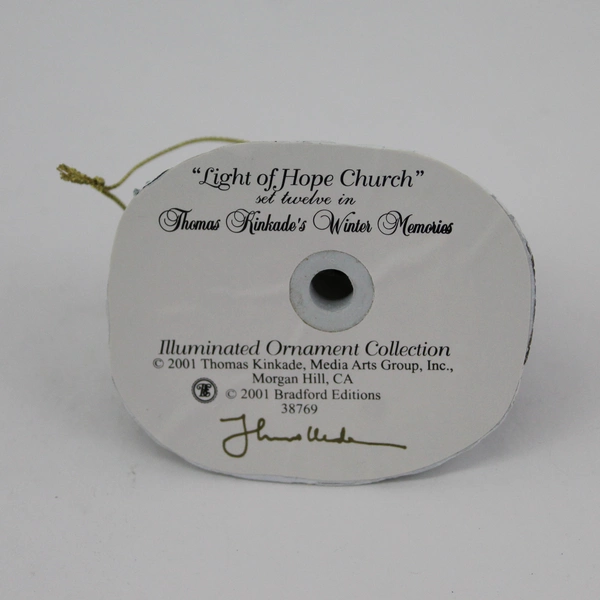 “Light of Hope Church”
set twelve in
Thomas Kinkade's Winter Memories
Illuminated Ornament Collection
© 2001 Thomas Kinkade, Media Arts Group, Inc.,
Morgan Hill, CA
© 2001 Bradford Editions
38769